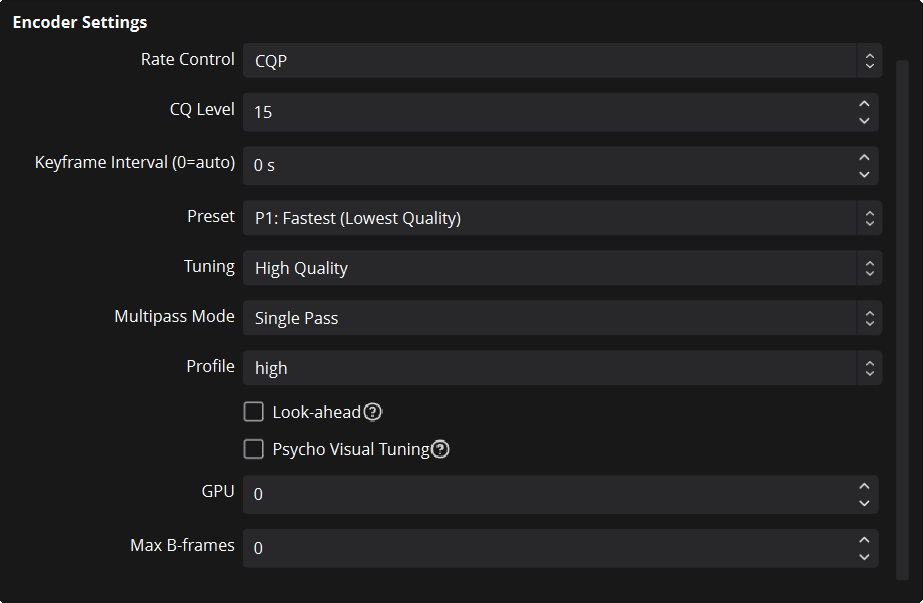 Encoder Settings
Rate Control CQP
CQ Level 15
Keyframe Interval (0=auto) 0 s
Preset P1: Fastest (Lowest Quality)
Tuning High Quality
Multipass Mode Single Pass
Profile high
Look-ahead ?
Psycho Visual Tuning ?
GPU 0
Max B-frames 0